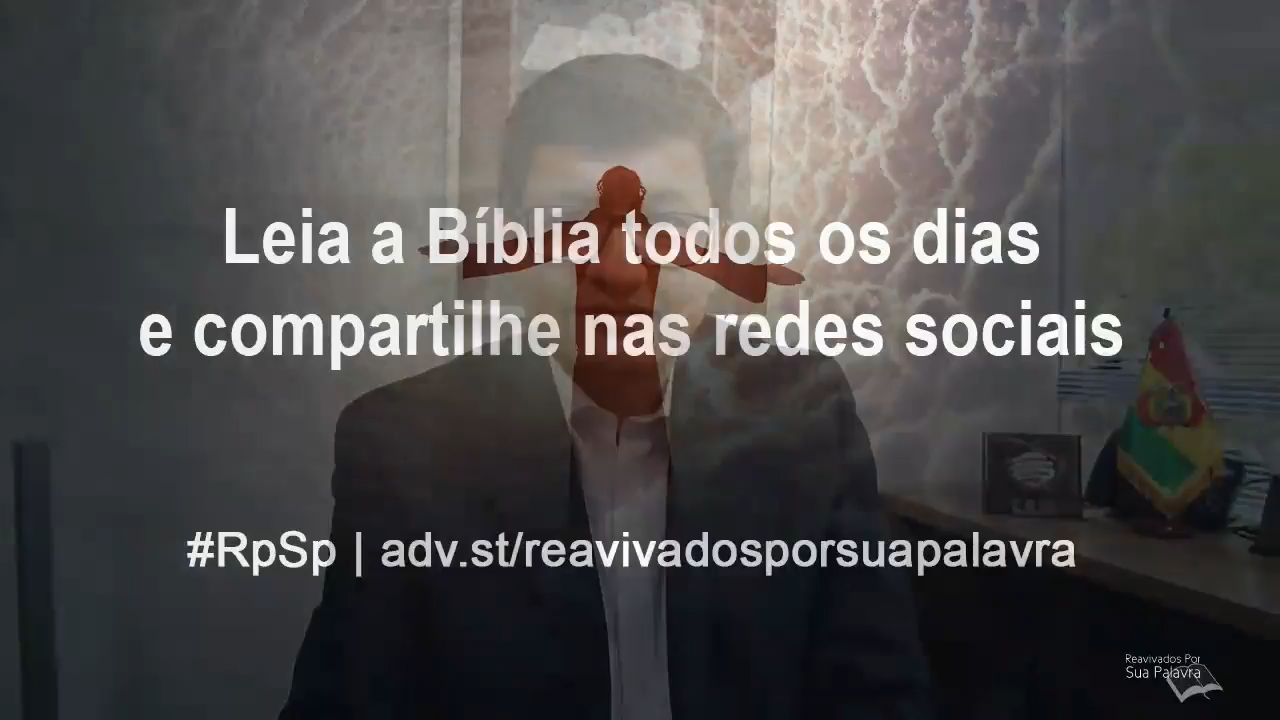 Leia a Bíblia todos os dias
e compartilhe nas redes sociais
#RpSp | adv.st/reavivadosporsuapalavra
Reavivados Por
Sua Palavra